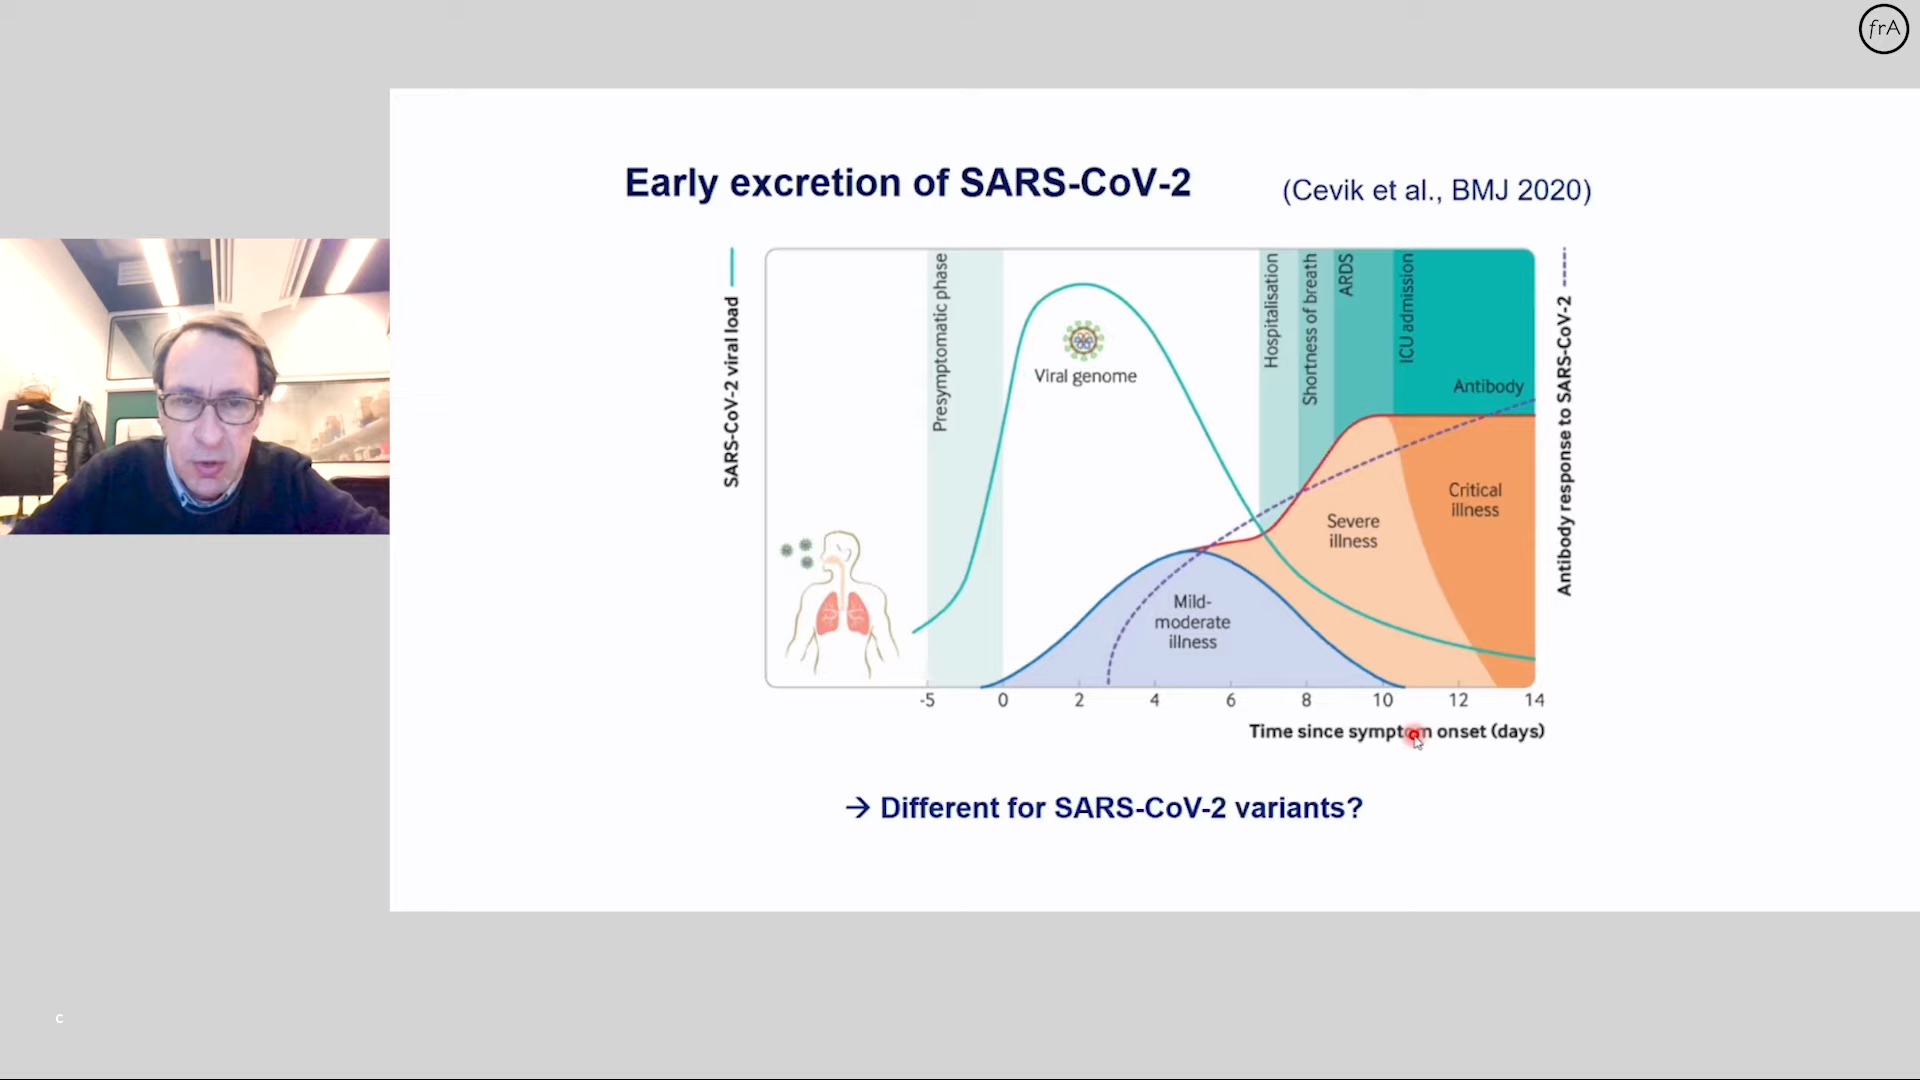 frA
Early excretion of SARS-CoV-2
(Cevik et al., BMJ 2020)
SARS-CoV-2 viral load
Presymptomatic phase
Viral genome
Hospitalisation
Shortness of breath
ARDS
ICU admission
Antibody
Antibody response to SARS-CoV-2
Critical
illness
Severe
illness
Mild-
moderate
illness
-5 0 2 4 6 8 10 12 14
Time since symptom onset (days)
→ Different for SARS-CoV-2 variants?
c